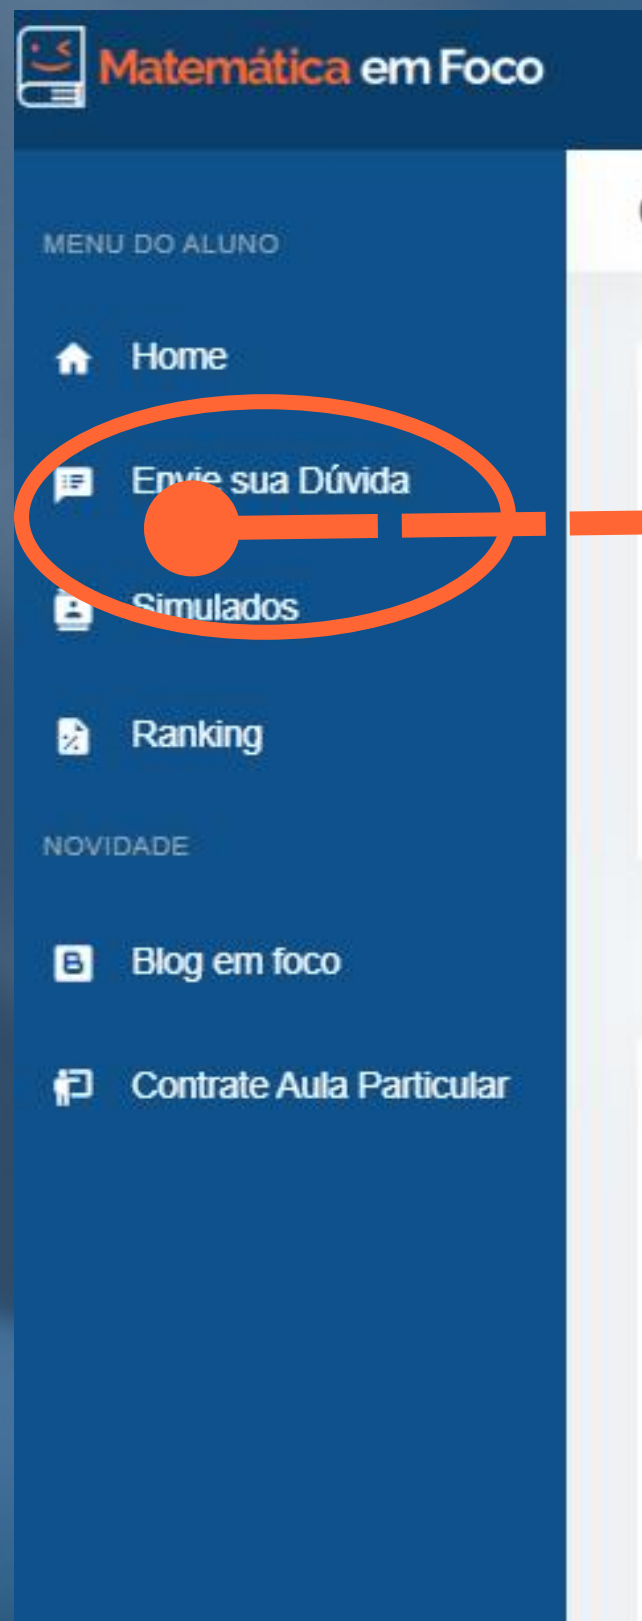 Matemática em Foco
MENU DO ALUNO
Home
Envie sua Dúvida
Simulados
Ranking
NOVIDADE
Blog em foco
Contrate Aula Particular